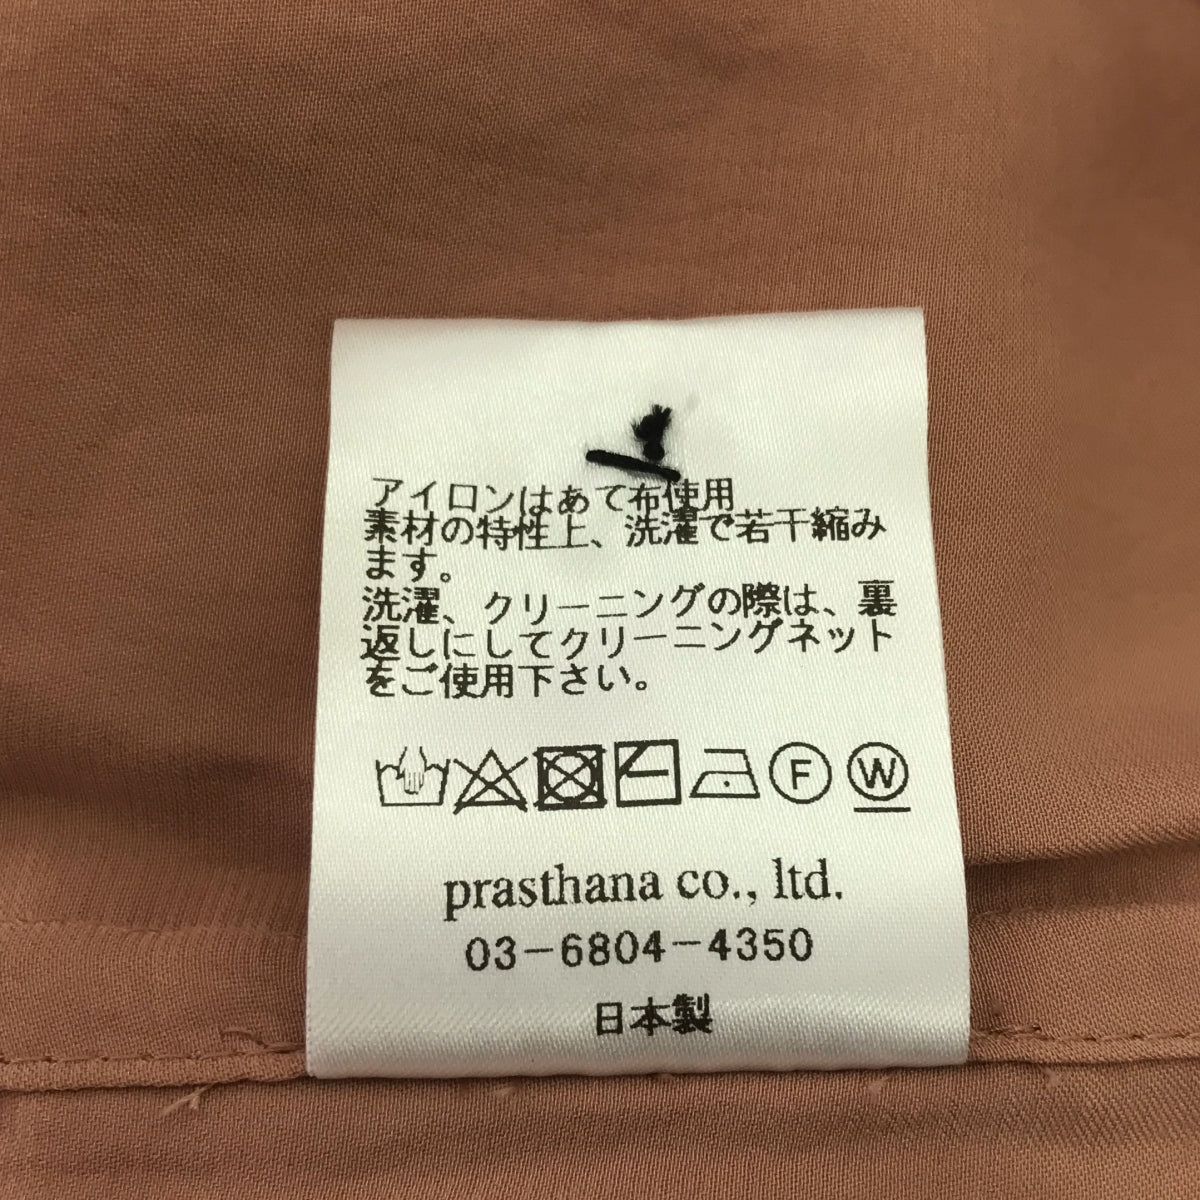 アイロンはあて布使用
素材の特性上、洗濯で若干縮み
ます。
洗濯、クリーニングの際は、裏
返しにしてクリーニングネット
をご使用下さい。
F W
prasthana co., ltd.
03-6804-4350
日本製